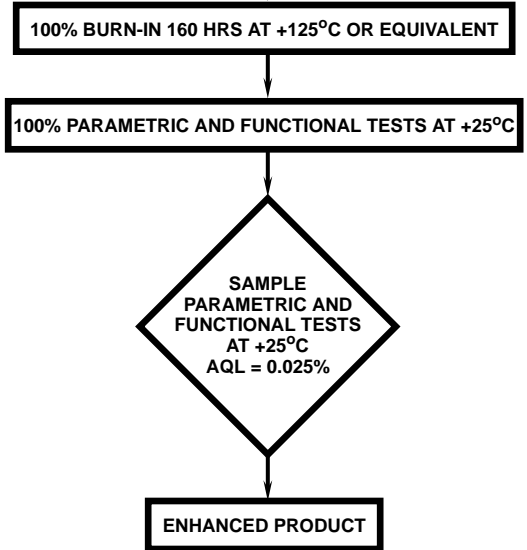 100% BURN-IN 160 HRS AT +125°C OR EQUIVALENT
100% PARAMETRIC AND FUNCTIONAL TESTS AT +25°C
SAMPLE
PARAMETRIC AND
FUNCTIONAL TESTS
AT +25°C
AQL = 0.025%
ENHANCED PRODUCT